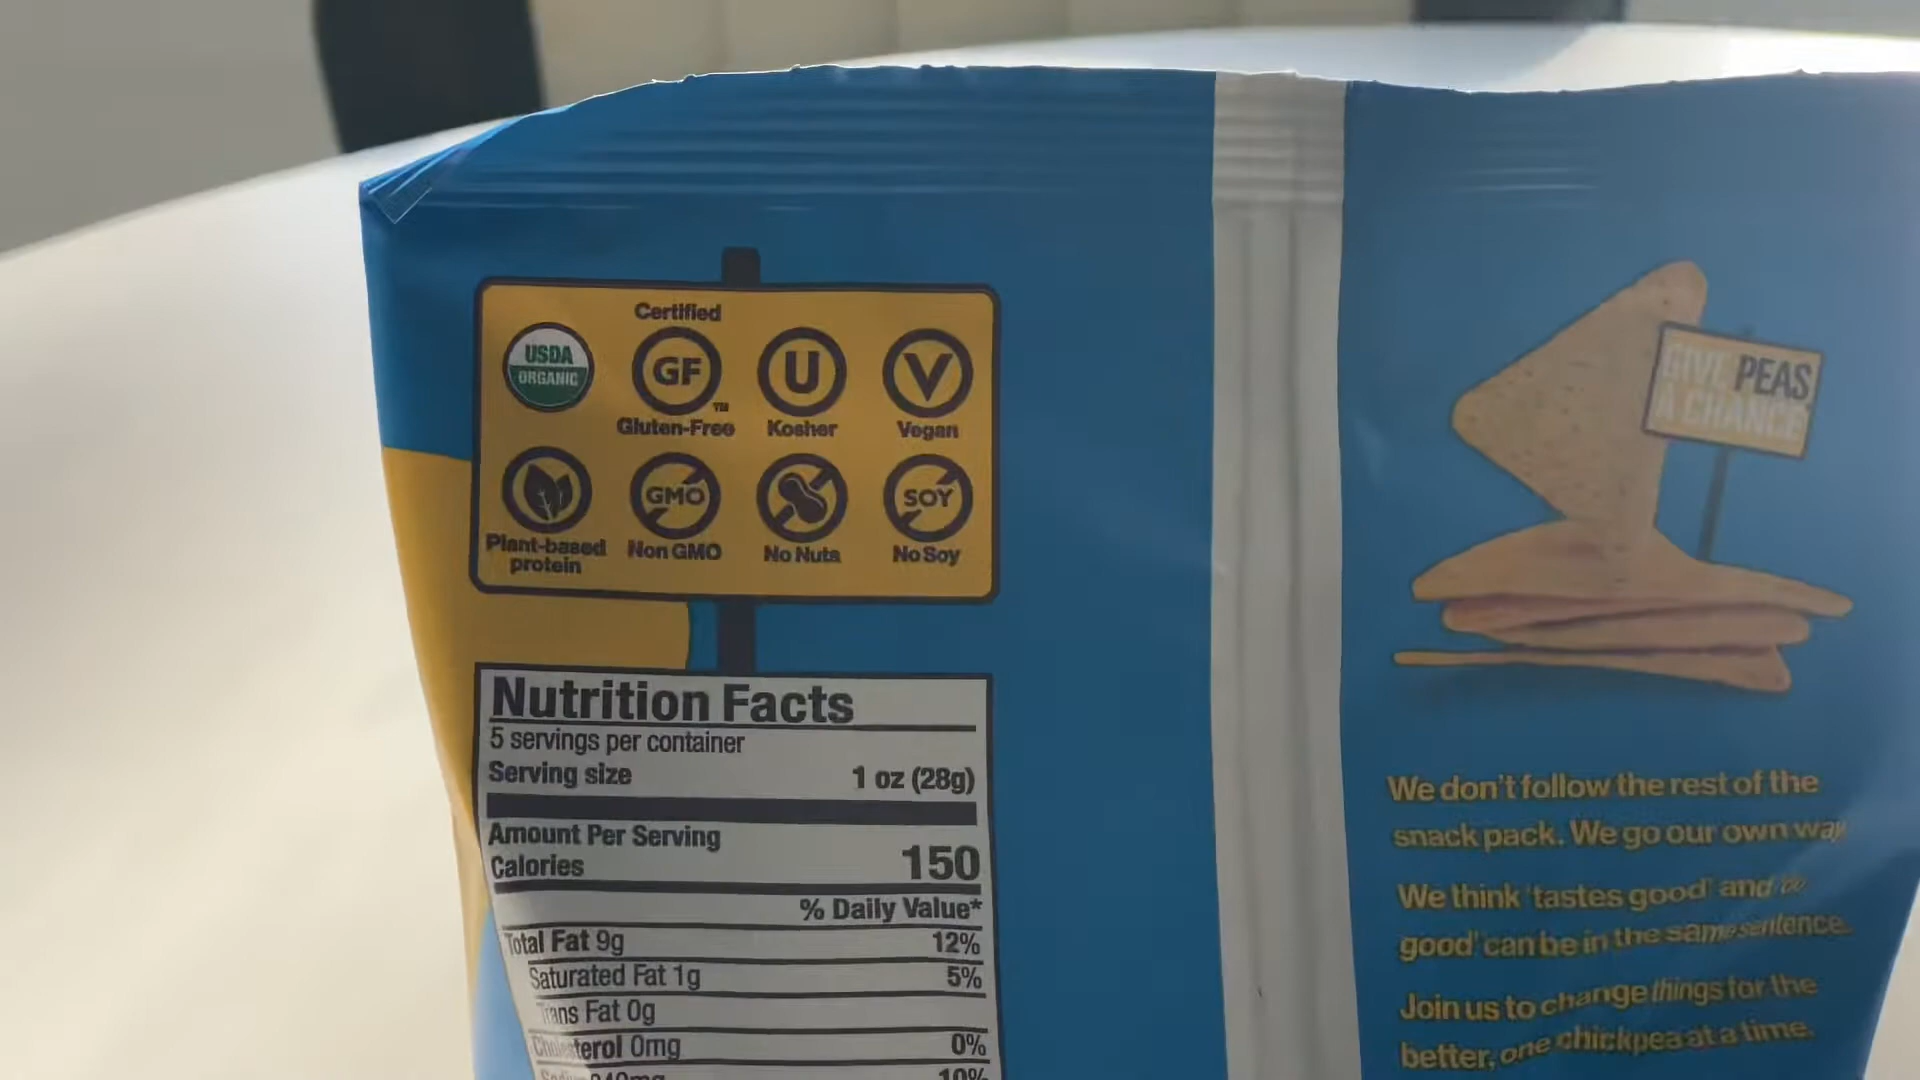 Certified
USDA
ORGANIC
GF
TM
U
V
Gluten-Free
Kosher
Vegan
GMO
SOY
Plant-based
protein
Non GMO
No Nuts
No Soy
Nutrition Facts
5 servings per container
Serving size 1 oz (28g)
Amount Per Serving
Calories 150
% Daily Value*
Total Fat 9g 12%
Saturated Fat 1g 5%
Trans Fat 0g
Cholesterol 0mg 0%
10%
GIVE PEAS
A CHANCE
We don't follow the rest of the
snack pack. We go our own way
We think 'tastes good' and 'do
good' can be in the same sentence.
Join us to change things for the
better, one chickpea at a time.